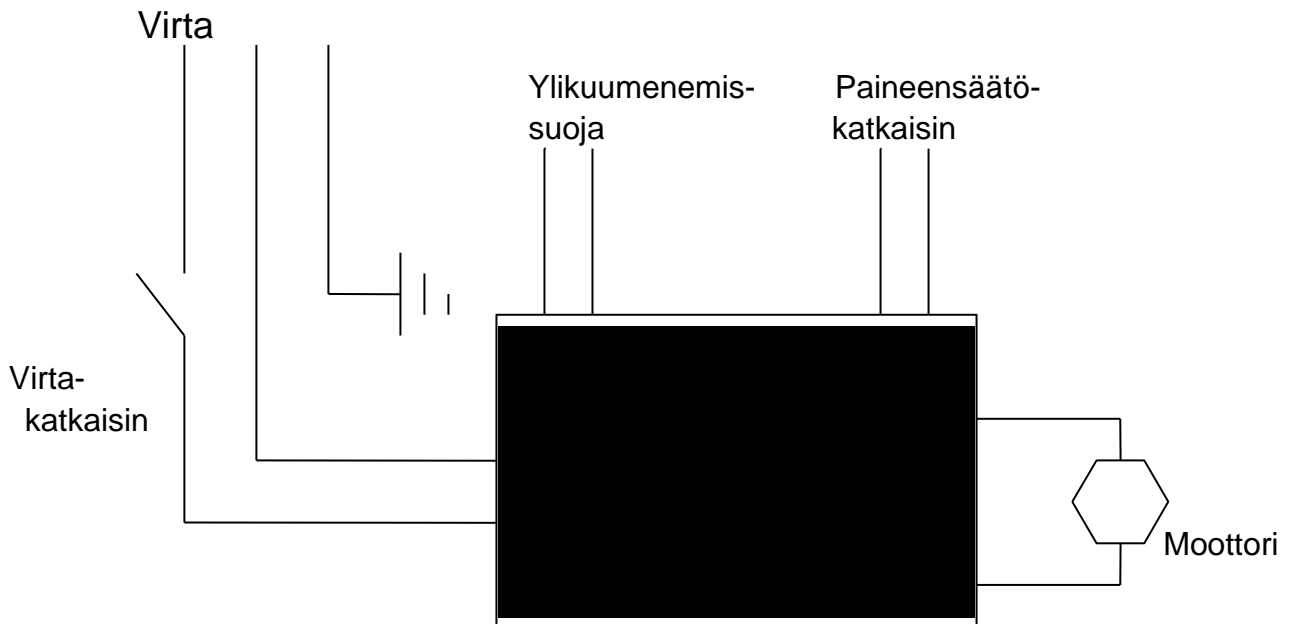 Virta
Ylikuumenemis-
suoja
Paineensäätö-
katkaisin
Virta-
katkaisin
Moottori